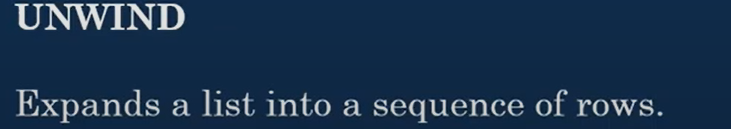 UNWIND
Expands a list into a sequence of rows.